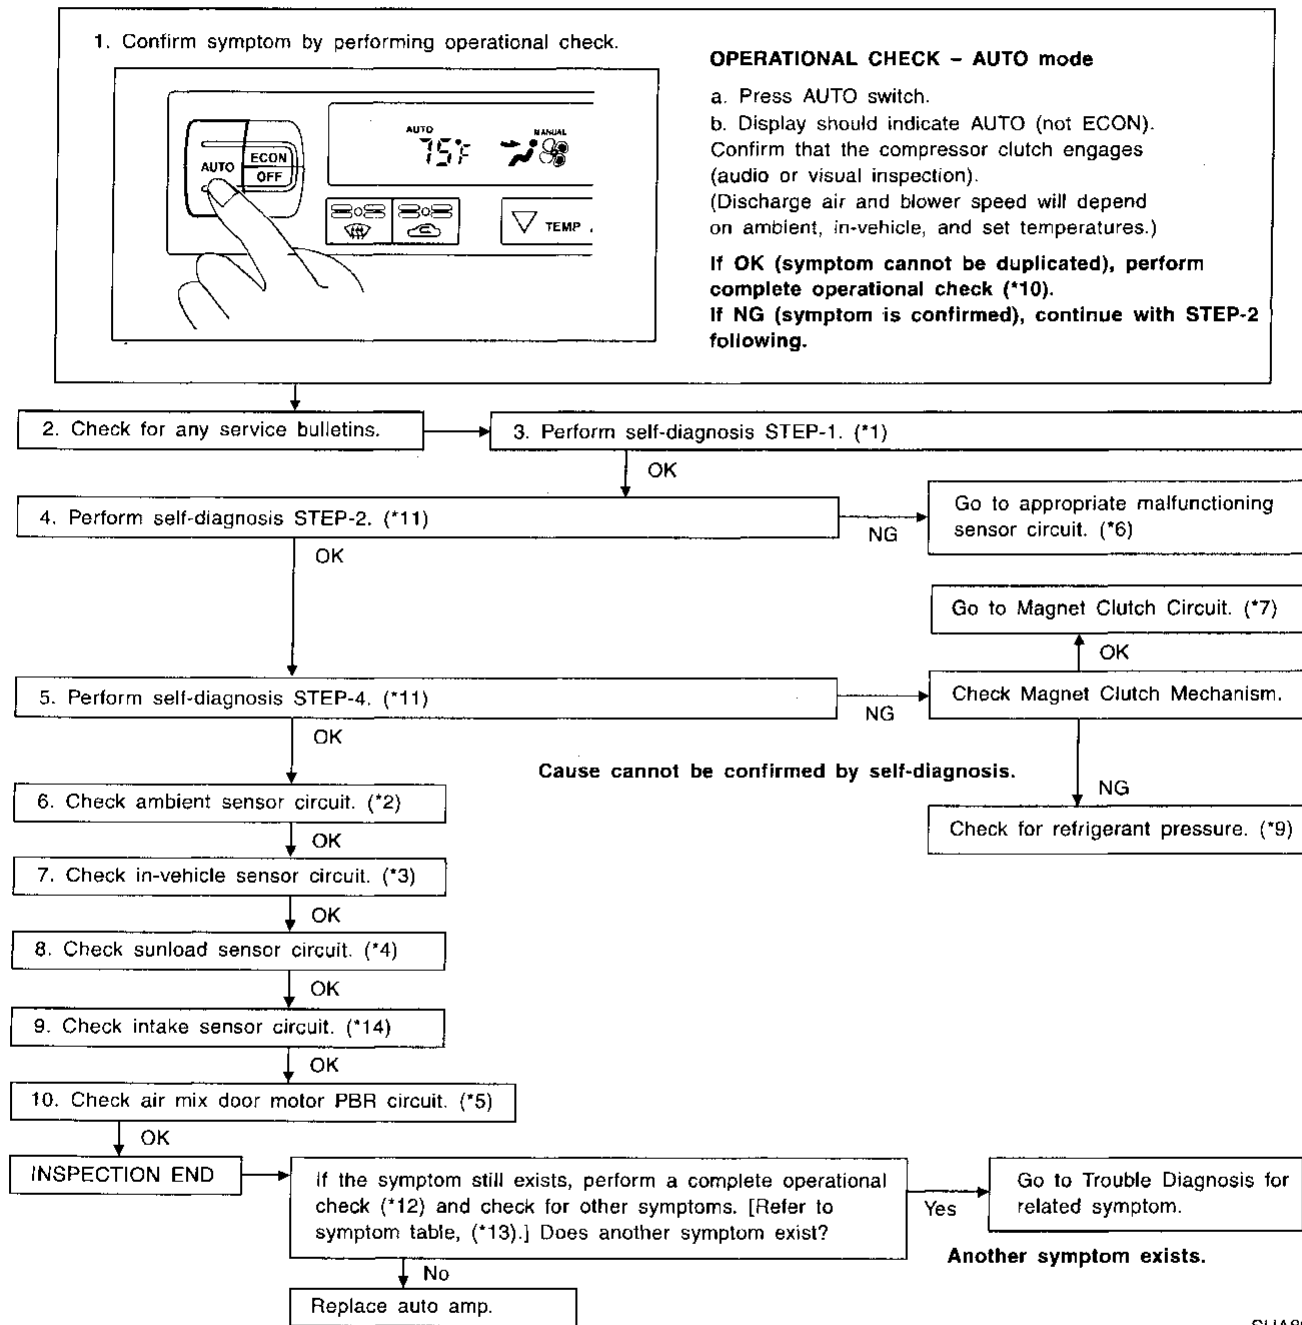 1. Confirm symptom by performing operational check.
AUTO
ECON
OFF
AUTO
75°F
MANUAL
TEMP
OPERATIONAL CHECK – AUTO mode
a. Press AUTO switch.
b. Display should indicate AUTO (not ECON).
Confirm that the compressor clutch engages
(audio or visual inspection).
(Discharge air and blower speed will depend
on ambient, in-vehicle, and set temperatures.)
If OK (symptom cannot be duplicated), perform
complete operational check (*10).
If NG (symptom is confirmed), continue with STEP-2
following.
2. Check for any service bulletins.
3. Perform self-diagnosis STEP-1. (*1)
OK
4. Perform self-diagnosis STEP-2. (*11)
NG
Go to appropriate malfunctioning
sensor circuit. (*6)
OK
Go to Magnet Clutch Circuit. (*7)
OK
5. Perform self-diagnosis STEP-4. (*11)
NG
Check Magnet Clutch Mechanism.
OK
Cause cannot be confirmed by self-diagnosis.
NG
6. Check ambient sensor circuit. (*2)
Check for refrigerant pressure. (*9)
OK
7. Check in-vehicle sensor circuit. (*3)
OK
8. Check sunload sensor circuit. (*4)
OK
9. Check intake sensor circuit. (*14)
OK
10. Check air mix door motor PBR circuit. (*5)
OK
INSPECTION END
If the symptom still exists, perform a complete operational
check (*12) and check for other symptoms. [Refer to
symptom table, (*13).] Does another symptom exist?
Yes
Go to Trouble Diagnosis for
related symptom.
Another symptom exists.
No
Replace auto amp.